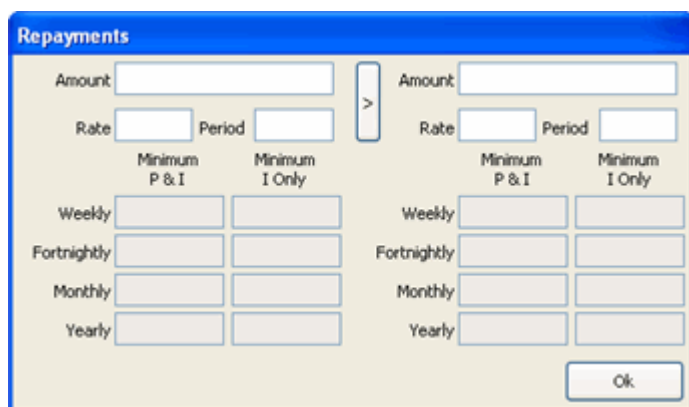 Repayments
Amount > Amount
Rate Period Rate Period
Minimum P & I Minimum I Only Minimum P & I Minimum I Only
Weekly Weekly
Fortnightly Fortnightly
Monthly Monthly
Yearly Yearly
Ok